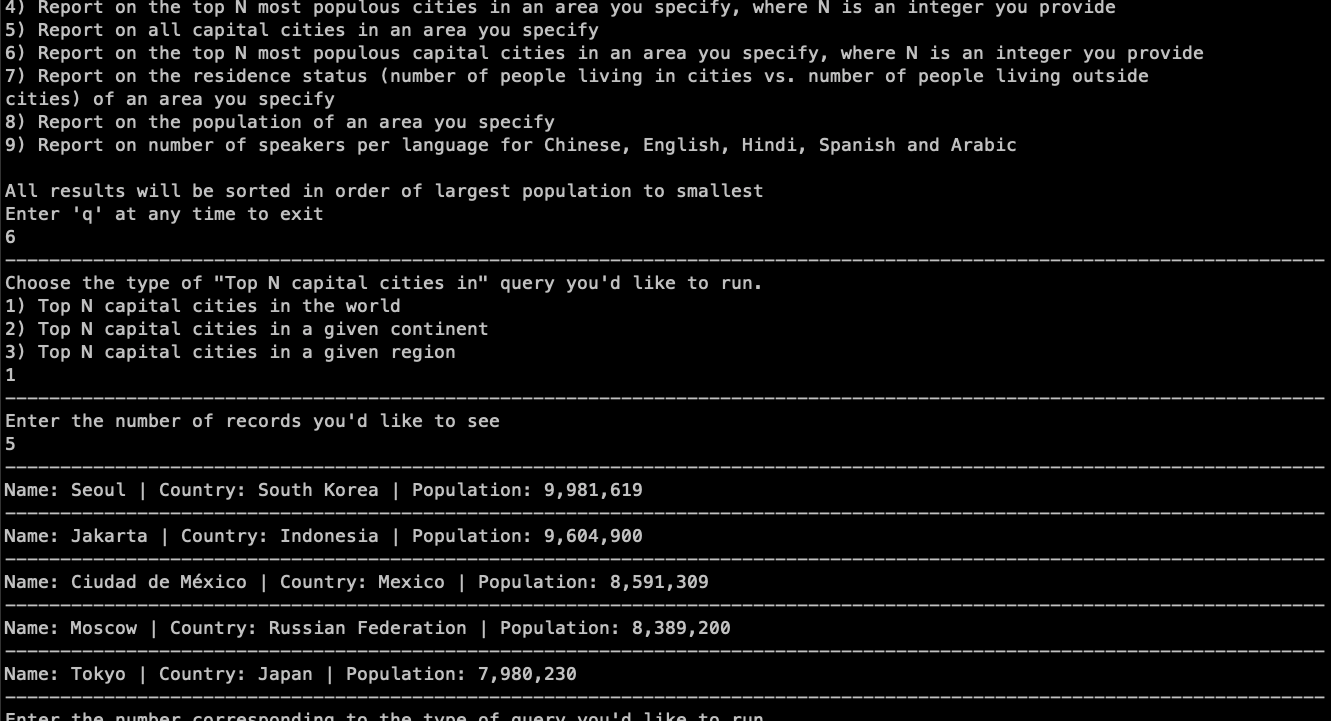 4) Report on the top N most populous cities in an area you specify, where N is an integer you provide
5) Report on all capital cities in an area you specify
6) Report on the top N most populous capital cities in an area you specify, where N is an integer you provide
7) Report on the residence status (number of people living in cities vs. number of people living outside
cities) of an area you specify
8) Report on the population of an area you specify
9) Report on number of speakers per language for Chinese, English, Hindi, Spanish and Arabic
All results will be sorted in order of largest population to smallest
Enter 'q' at any time to exit
6
Choose the type of "Top N capital cities in" query you'd like to run.
1) Top N capital cities in the world
2) Top N capital cities in a given continent
3) Top N capital cities in a given region
1
Enter the number of records you'd like to see
5
Name: Seoul | Country: South Korea | Population: 9,981,619
Name: Jakarta | Country: Indonesia | Population: 9,604,900
Name: Ciudad de México | Country: Mexico | Population: 8,591,309
Name: Moscow | Country: Russian Federation | Population: 8,389,200
Name: Tokyo | Country: Japan | Population: 7,980,230
Enter the number corresponding to the type of query you'd like to run